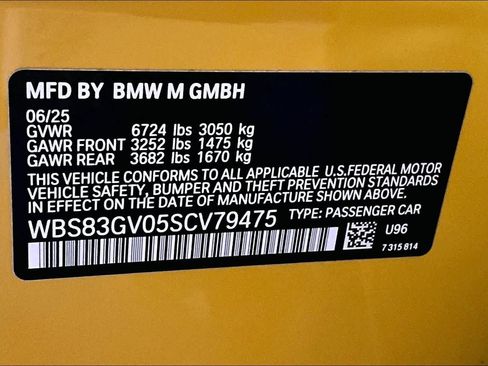 MFD BY BMW M GMBH
06/25
GVWR 6724 lbs 3050 kg
GAWR FRONT 3252 lbs 1475 kg
GAWR REAR 3682 lbs 1670 kg
THIS VEHICLE CONFORMS TO ALL APPLICABLE U.S.FEDERAL MOTOR
VEHICLE SAFETY, BUMPER AND THEFT PREVENTION STANDARDS
IN EFFECT ON THE DATE OF MANUFACTURE SHOWN ABOVE.
WBS83GV05SCV79475 TYPE: PASSENGER CAR
U96
7 315 814